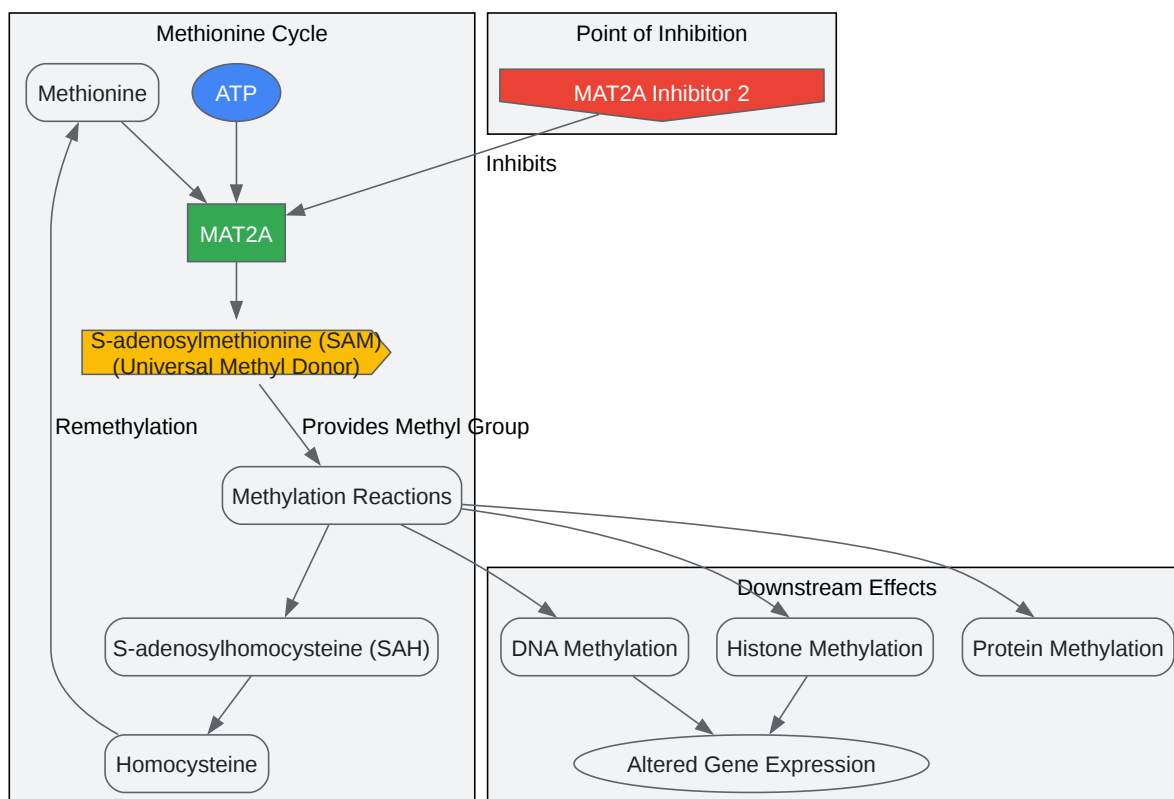 Methionine Cycle
Point of Inhibition
Methionine
ATP
MAT2A Inhibitor 2
Inhibits
MAT2A
S-adenosylmethionine (SAM)
(Universal Methyl Donor)
Remethylation
Provides Methyl Group
Methylation Reactions
Downstream Effects
S-adenosylhomocysteine (SAH)
DNA Methylation
Histone Methylation
Protein Methylation
Homocysteine
Altered Gene Expression